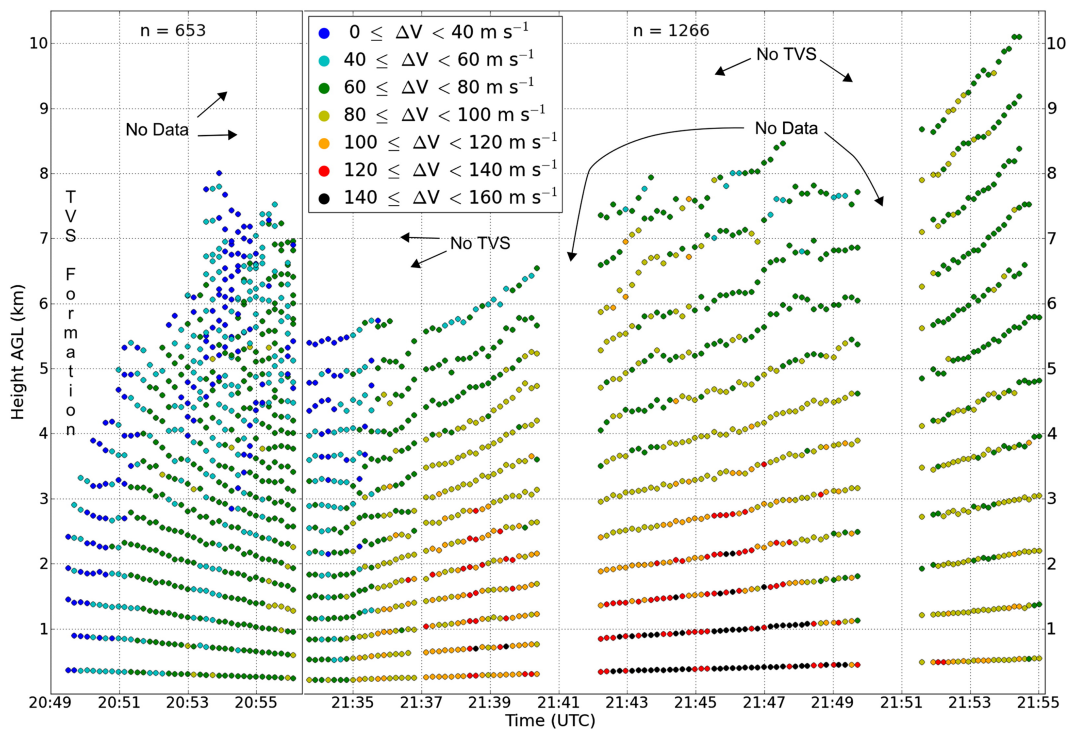 n = 653
n = 1266
0 ≤ ΔV < 40 m s⁻¹
40 ≤ ΔV < 60 m s⁻¹
60 ≤ ΔV < 80 m s⁻¹
80 ≤ ΔV < 100 m s⁻¹
100 ≤ ΔV < 120 m s⁻¹
120 ≤ ΔV < 140 m s⁻¹
140 ≤ ΔV < 160 m s⁻¹
No TVS
No Data
No Data
No TVS
TVS Formation
Height AGL (km)
10
9
8
7
6
5
4
3
2
1
10
9
8
7
6
5
4
3
2
1
20:49 20:51 20:53 20:55 21:35 21:37 21:39 21:41 21:43 21:45 21:47 21:49 21:51 21:53 21:55
Time (UTC)